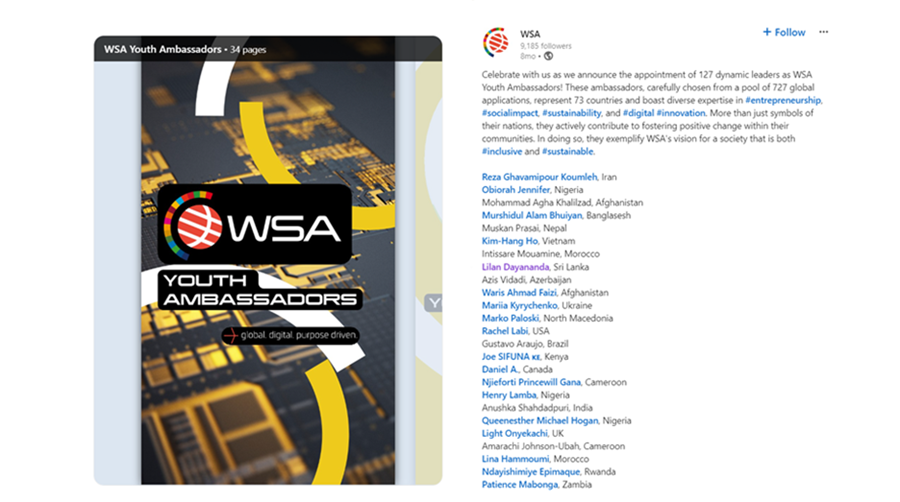 WSA Youth Ambassadors • 34 pages
WSA
YOUTH
AMBASSADORS
global. digital. purpose driven.
Y
WSA
9,185 followers
8mo •
+ Follow
Celebrate with us as we announce the appointment of 127 dynamic leaders as WSA
Youth Ambassadors! These ambassadors, carefully chosen from a pool of 727 global
applications, represent 73 countries and boast diverse expertise in #entrepreneurship,
#socialimpact, #sustainability, and #digital #innovation. More than just symbols of
their nations, they actively contribute to fostering positive change within their
communities. In doing so, they exemplify WSA's vision for a society that is both
#inclusive and #sustainable.
Reza Ghavamipour Koumleh, Iran
Obiorah Jennifer, Nigeria
Mohammad Agha Khalilzad, Afghanistan
Murshidul Alam Bhuiyan, Banglasesh
Muskan Prasai, Nepal
Kim-Hang Ho, Vietnam
Intissare Mouamine, Morocco
Lilan Dayananda, Sri Lanka
Azis Vidadi, Azerbaijan
Waris Ahmad Faizi, Afghanistan
Mariia Kyrychenko, Ukraine
Marko Paloski, North Macedonia
Rachel Labi, USA
Gustavo Araujo, Brazil
Joe SIFUNA KE, Kenya
Daniel A., Canada
Njieforti Princewill Gana, Cameroon
Henry Lamba, Nigeria
Anushka Shahdadpuri, India
Queenesther Michael Hogan, Nigeria
Light Onyekachi, UK
Amarachi Johnson-Ubah, Cameroon
Lina Hammoumi, Morocco
Ndayishimiye Epimaque, Rwanda
Patience Mabonga, Zambia